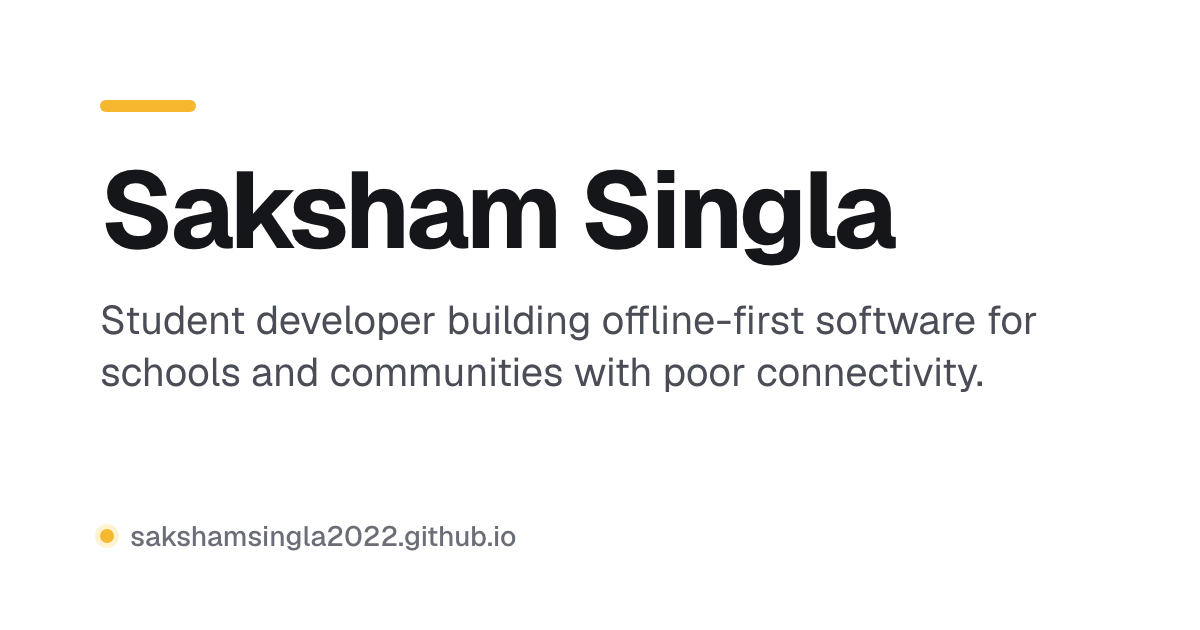 Saksham Singla
Student developer building offline-first software for
schools and communities with poor connectivity.
sakshamsingla2022.github.io